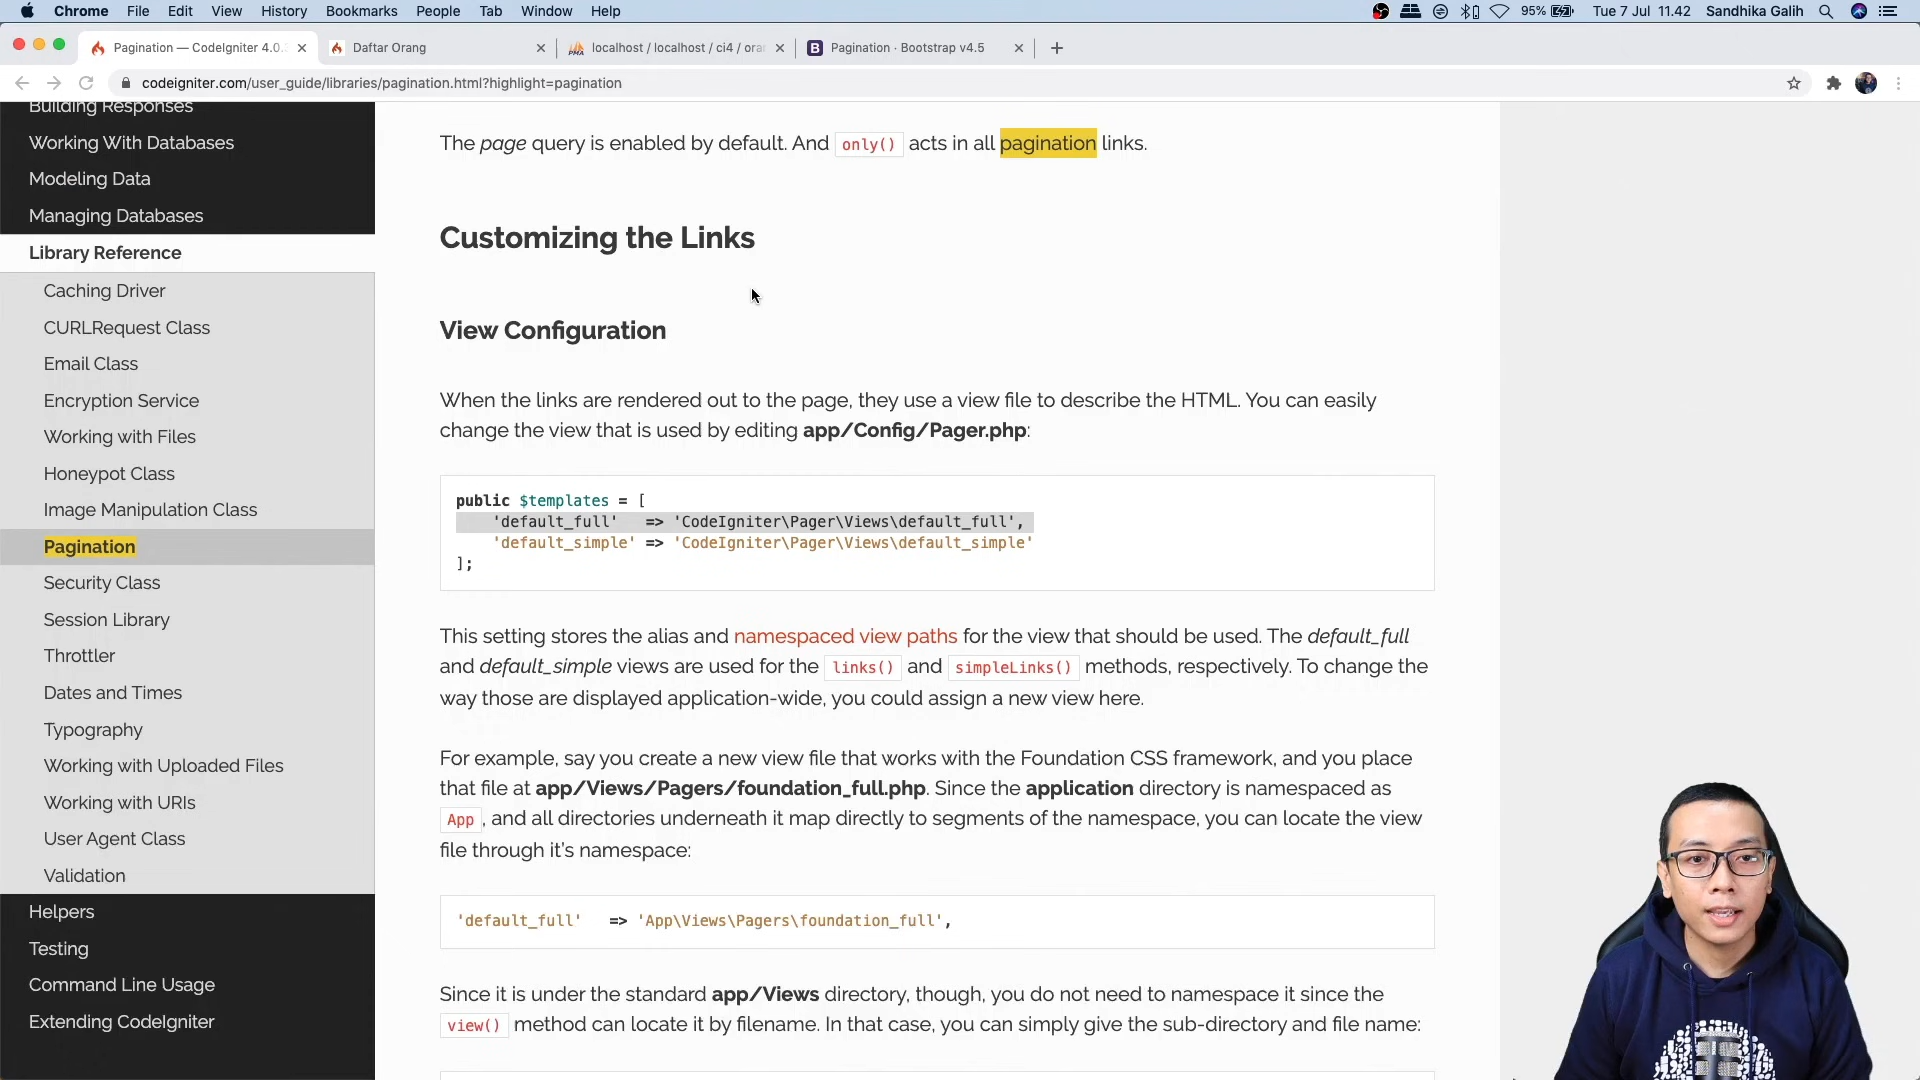 Chrome File Edit View History Bookmarks People Tab Window Help 95% Tue 7 Jul 11.42 Sandhika Galih
Pagination — CodeIgniter 4.0. Daftar Orang localhost / localhost / ci4 / ora Pagination · Bootstrap v4.5
codeigniter.com/user_guide/libraries/pagination.html?highlight=pagination
Building Responses
Working With Databases
Modeling Data
Managing Databases
Library Reference
Caching Driver
CURLRequest Class
Email Class
Encryption Service
Working with Files
Honeypot Class
Image Manipulation Class
Pagination
Security Class
Session Library
Throttler
Dates and Times
Typography
Working with Uploaded Files
Working with URIs
User Agent Class
Validation
Helpers
Testing
Command Line Usage
Extending CodeIgniter
The page query is enabled by default. And only() acts in all pagination links.
Customizing the Links
View Configuration
When the links are rendered out to the page, they use a view file to describe the HTML. You can easily
change the view that is used by editing app/Config/Pager.php:
public $templates = [
'default_full' => 'CodeIgniter\Pager\Views\default_full',
'default_simple' => 'CodeIgniter\Pager\Views\default_simple'
];
This setting stores the alias and namespaced view paths for the view that should be used. The default_full
and default_simple views are used for the links() and simpleLinks() methods, respectively. To change the
way those are displayed application-wide, you could assign a new view here.
For example, say you create a new view file that works with the Foundation CSS framework, and you place
that file at app/Views/Pagers/foundation_full.php. Since the application directory is namespaced as
App, and all directories underneath it map directly to segments of the namespace, you can locate the view
file through it's namespace:
'default_full' => 'App\Views\Pagers\foundation_full',
Since it is under the standard app/Views directory, though, you do not need to namespace it since the
view() method can locate it by filename. In that case, you can simply give the sub-directory and file name: